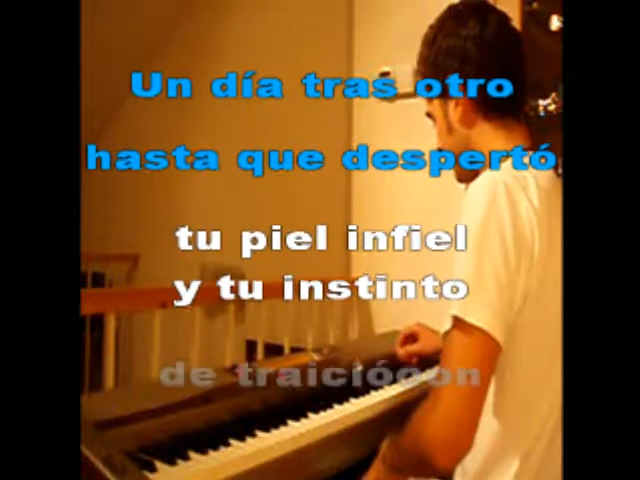 Un día tras otro
hasta que despertó
tu piel infiel
y tu instinto
de traicióoon